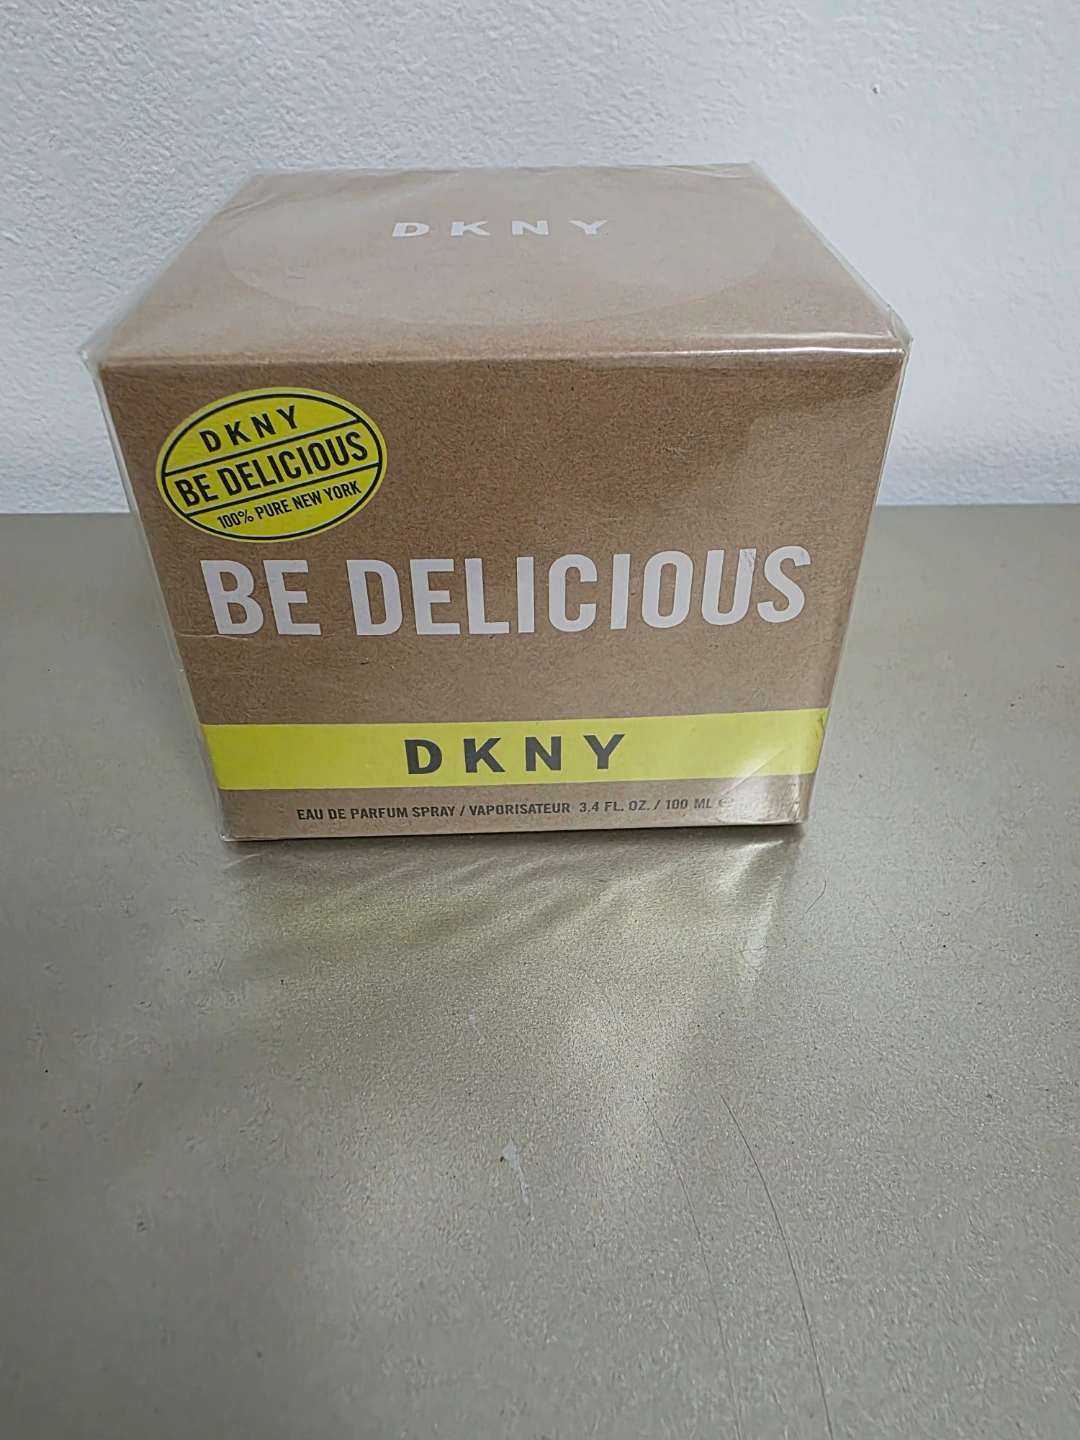 DKNY
DKNY
BE DELICIOUS
100% PURE NEW YORK
BE DELICIOUS
DKNY
EAU DE PARFUM SPRAY / VAPORISATEUR 3.4 FL. OZ. / 100 ML ℮